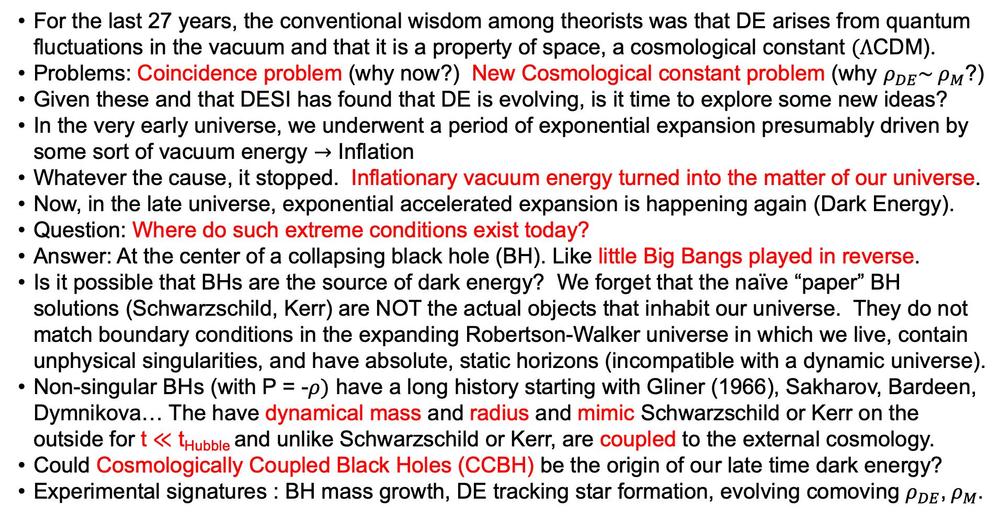 • For the last 27 years, the conventional wisdom among theorists was that DE arises from quantum
fluctuations in the vacuum and that it is a property of space, a cosmological constant (ΛCDM).
• Problems: Coincidence problem (why now?)  New Cosmological constant problem (why ρ_DE~ ρ_M?)
• Given these and that DESI has found that DE is evolving, is it time to explore some new ideas?
• In the very early universe, we underwent a period of exponential expansion presumably driven by
some sort of vacuum energy → Inflation
• Whatever the cause, it stopped.  Inflationary vacuum energy turned into the matter of our universe.
• Now, in the late universe, exponential accelerated expansion is happening again (Dark Energy).
• Question: Where do such extreme conditions exist today?
• Answer: At the center of a collapsing black hole (BH). Like little Big Bangs played in reverse.
• Is it possible that BHs are the source of dark energy?  We forget that the naïve “paper” BH
solutions (Schwarzschild, Kerr) are NOT the actual objects that inhabit our universe.  They do not
match boundary conditions in the expanding Robertson-Walker universe in which we live, contain
unphysical singularities, and have absolute, static horizons (incompatible with a dynamic universe).
• Non-singular BHs (with P = -ρ) have a long history starting with Gliner (1966), Sakharov, Bardeen,
Dymnikova… The have dynamical mass and radius and mimic Schwarzschild or Kerr on the
outside for t ≪ t_Hubble and unlike Schwarzschild or Kerr, are coupled to the external cosmology.
• Could Cosmologically Coupled Black Holes (CCBH) be the origin of our late time dark energy?
• Experimental signatures : BH mass growth, DE tracking star formation, evolving comoving ρ_DE, ρ_M.